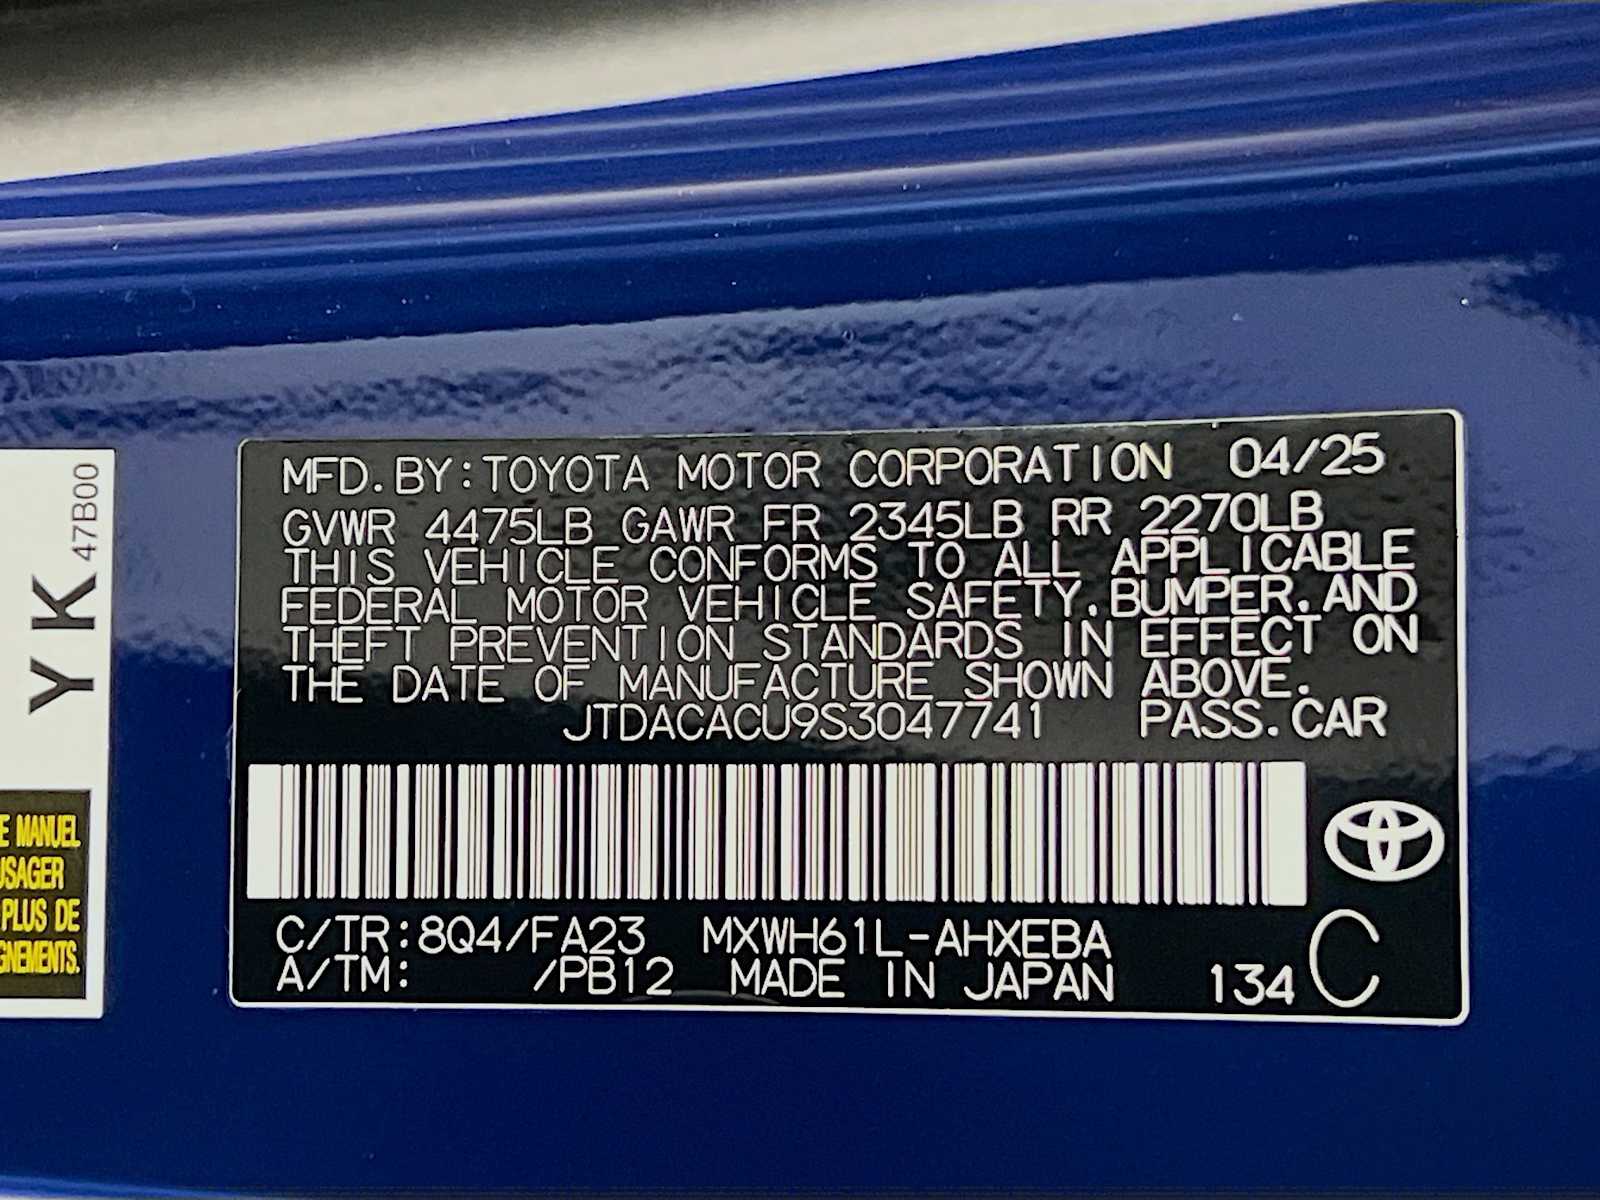 YK 47B00
E MANUEL
USAGER
PLUS DE
GNEMENTS.
MFD. BY: TOYOTA MOTOR CORPORATION 04/25
GVWR 4475LB GAWR FR 2345LB RR 2270LB
THIS VEHICLE CONFORMS TO ALL APPLICABLE
FEDERAL MOTOR VEHICLE SAFETY. BUMPER. AND
THEFT PREVENTION STANDARDS IN EFFECT ON
THE DATE OF MANUFACTURE SHOWN ABOVE.
JTDACACU9S3047741 PASS. CAR
C/TR: 8Q4/FA23 MXWH61L-AHXEBA
A/TM: /PB12 MADE IN JAPAN 134 C